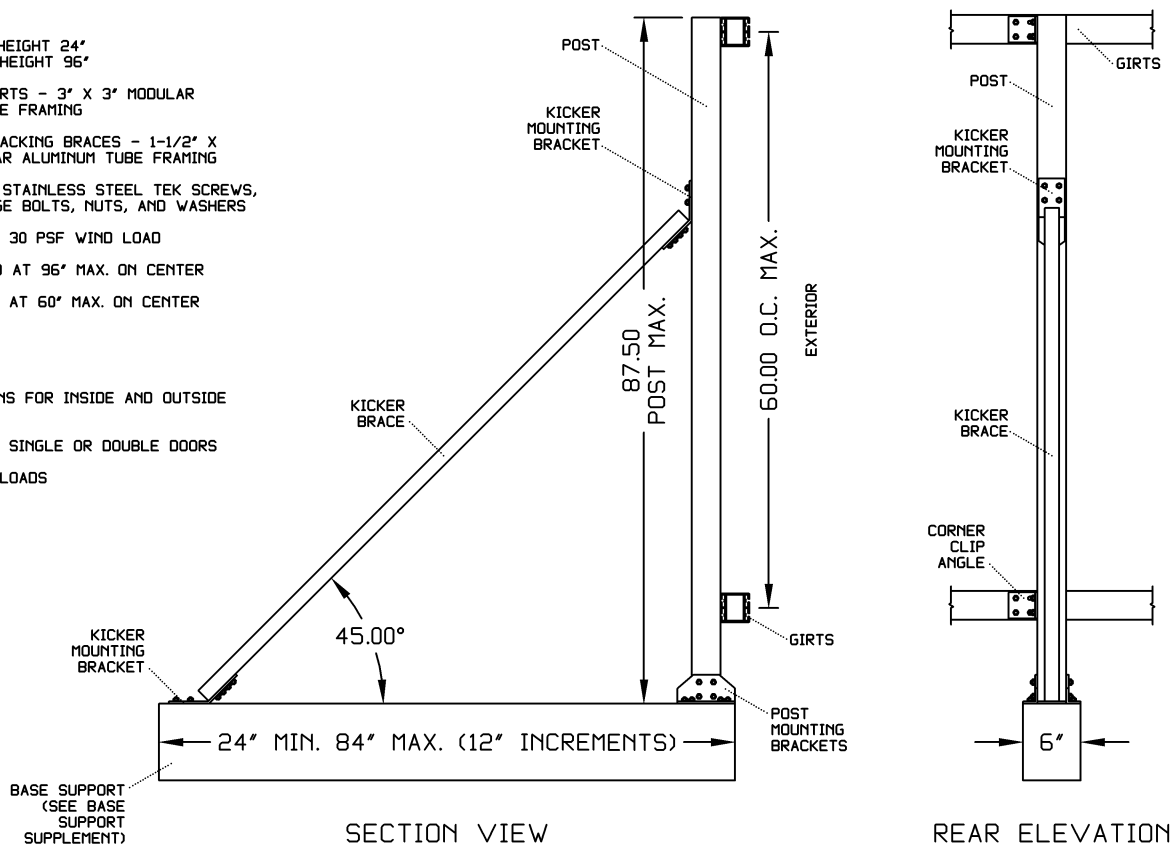 HEIGHT 24"
HEIGHT 96"
RTS - 3" X 3" MODULAR
E FRAMING
ACKING BRACES - 1-1/2" X
AR ALUMINUM TUBE FRAMING
STAINLESS STEEL TEK SCREWS,
GE BOLTS, NUTS, AND WASHERS
30 PSF WIND LOAD
D AT 96" MAX. ON CENTER
AT 60" MAX. ON CENTER
NS FOR INSIDE AND OUTSIDE
SINGLE OR DOUBLE DOORS
LOADS
POST
KICKER
MOUNTING
BRACKET
87.50
POST MAX.
60.00 O.C. MAX.
EXTERIOR
KICKER
BRACE
45.00°
KICKER
MOUNTING
BRACKET
GIRTS
24" MIN. 84" MAX. (12" INCREMENTS)
POST
MOUNTING
BRACKETS
BASE SUPPORT
(SEE BASE
SUPPORT
SUPPLEMENT)
SECTION VIEW
GIRTS
POST
KICKER
MOUNTING
BRACKET
KICKER
BRACE
CORNER
CLIP
ANGLE
6"
REAR ELEVATION